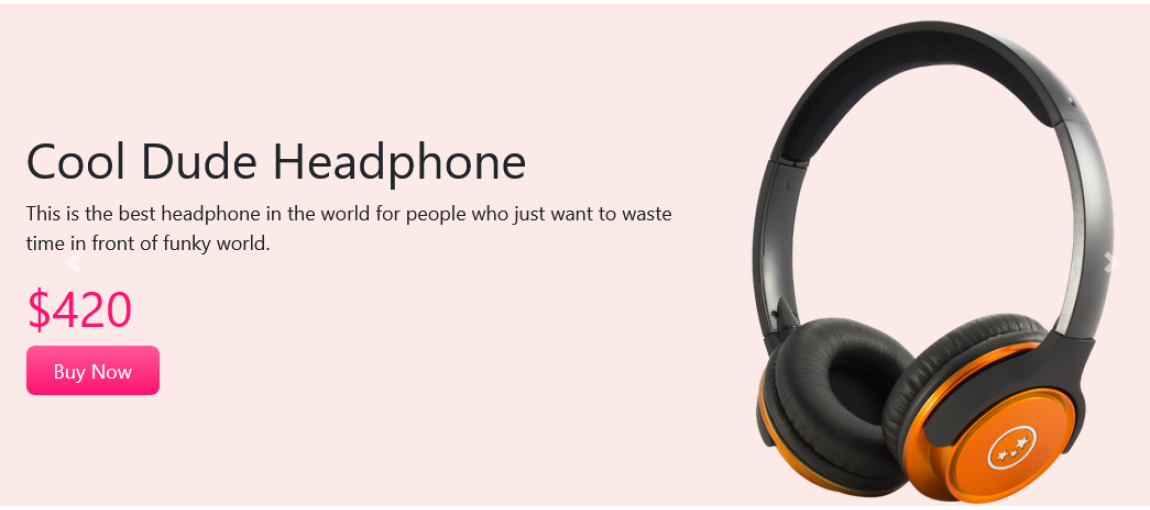 Cool Dude Headphone
This is the best headphone in the world for people who just want to waste
time in front of funky world.
$420
Buy Now